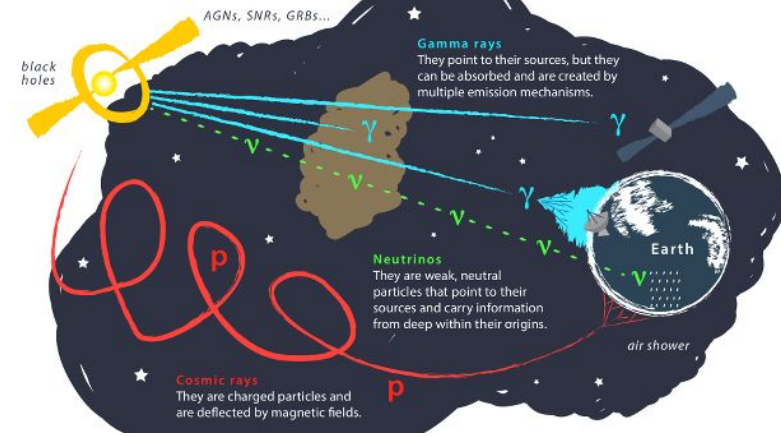 AGNs, SNRs, GRBs...
black
holes
Gamma rays
They point to their sources, but they
can be absorbed and are created by
multiple emission mechanisms.
γ
γ
γ
ν
ν
ν
ν
ν
Earth
p
Neutrinos
They are weak, neutral
particles that point to their
sources and carry information
from deep within their origins.
air shower
Cosmic rays
They are charged particles and
are deflected by magnetic fields.
p